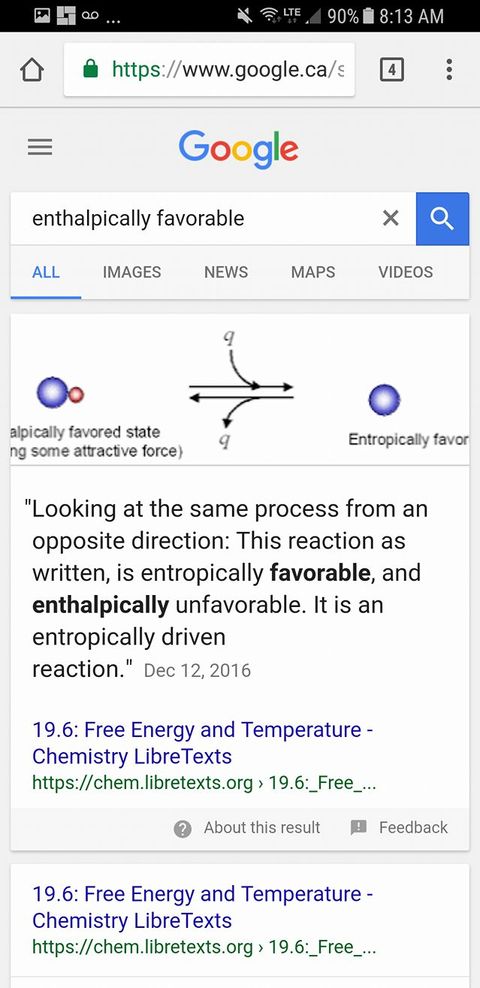 ... LTE 90% 8:13 AM
https://www.google.ca/s
4
Google
enthalpically favorable
ALL IMAGES NEWS MAPS VIDEOS
q
alpically favored state
ng some attractive force)
q
Entropically favor
"Looking at the same process from an
opposite direction: This reaction as
written, is entropically favorable, and
enthalpically unfavorable. It is an
entropically driven
reaction." Dec 12, 2016
19.6: Free Energy and Temperature -
Chemistry LibreTexts
https://chem.libretexts.org › 19.6:_Free_...
About this result Feedback
19.6: Free Energy and Temperature -
Chemistry LibreTexts
https://chem.libretexts.org › 19.6:_Free_...